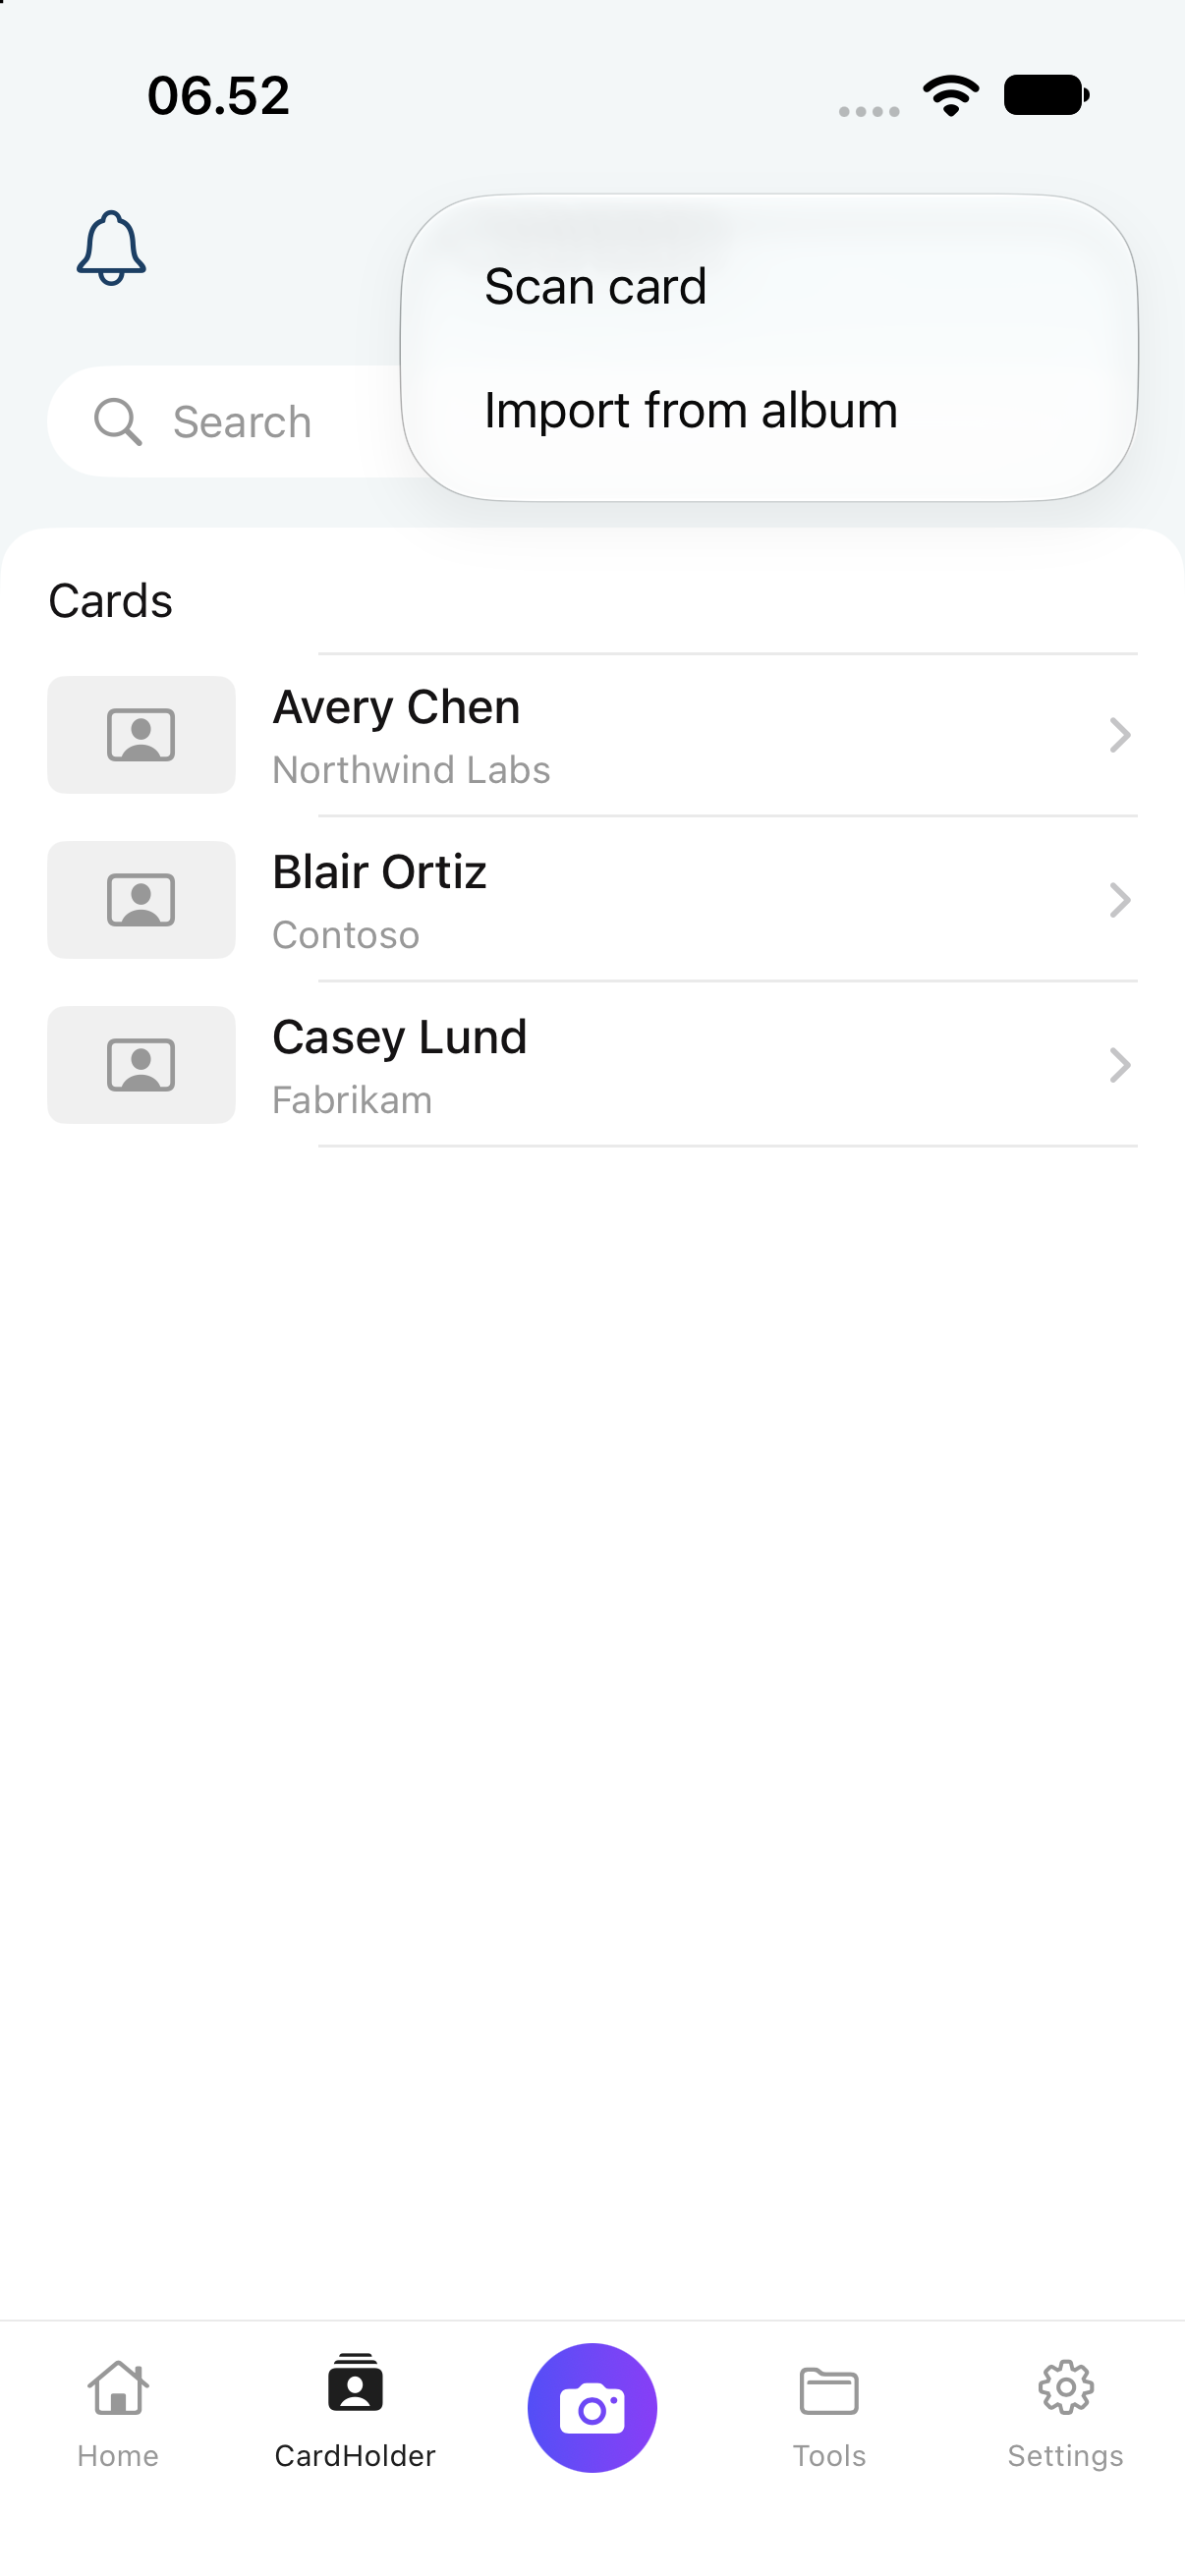 06.52
Scan card
Import from album
Search
Cards
Avery Chen
Northwind Labs
Blair Ortiz
Contoso
Casey Lund
Fabrikam
Home
CardHolder
Tools
Settings